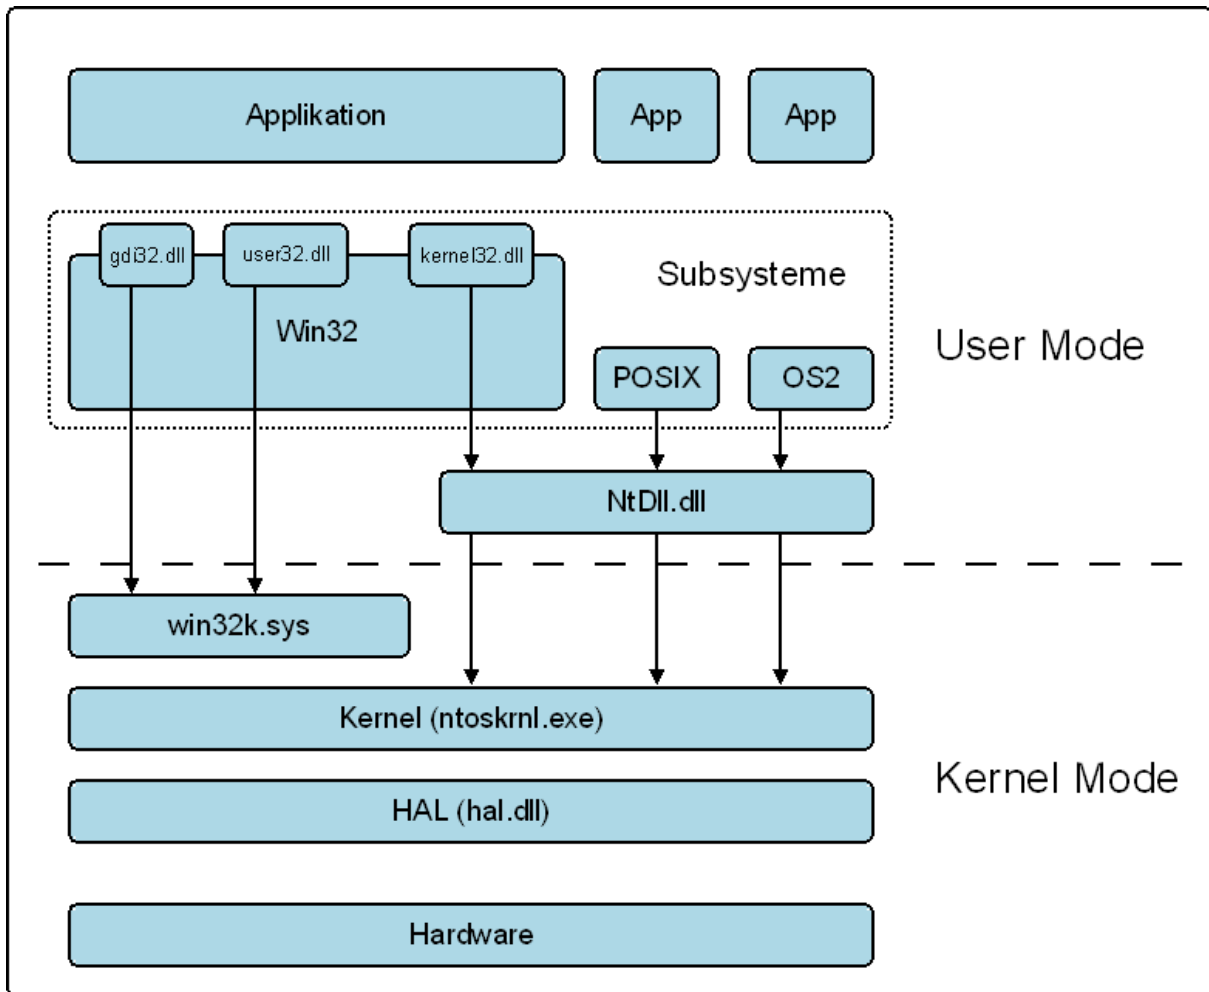 Applikation
App
App
gdi32.dll
user32.dll
kernel32.dll
Subsysteme
Win32
User Mode
POSIX
OS2
NtDll.dll
win32k.sys
Kernel (ntoskrnl.exe)
Kernel Mode
HAL (hal.dll)
Hardware